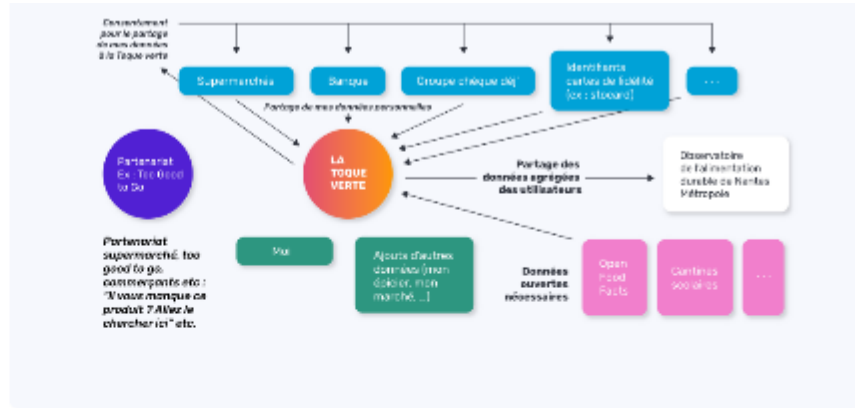 Consentement
pour le partage
de mes données
à la Toque verte
Supermarchés
Banque
Groupe chèque déj'
Identifiants
cartes de fidélité
(ex : stocard)
...
Partage de mes données personnelles
Partenariat
Ex : Too Good
to Go
LA
TOQUE
VERTE
Partage des
données agrégées
des utilisateurs
Observatoire
de l'alimentation
durable de Nantes
Métropole
Partenariat
supermarché, too
good to go,
commerçants etc :
"Il vous manque ce
produit ? Allez le
chercher ici" etc.
Moi
Ajouts d'autres
données (mon
épicier, mon
marché, ...)
Données
ouvertes
nécessaires
Open
Food
Facts
Cantines
scolaires
...